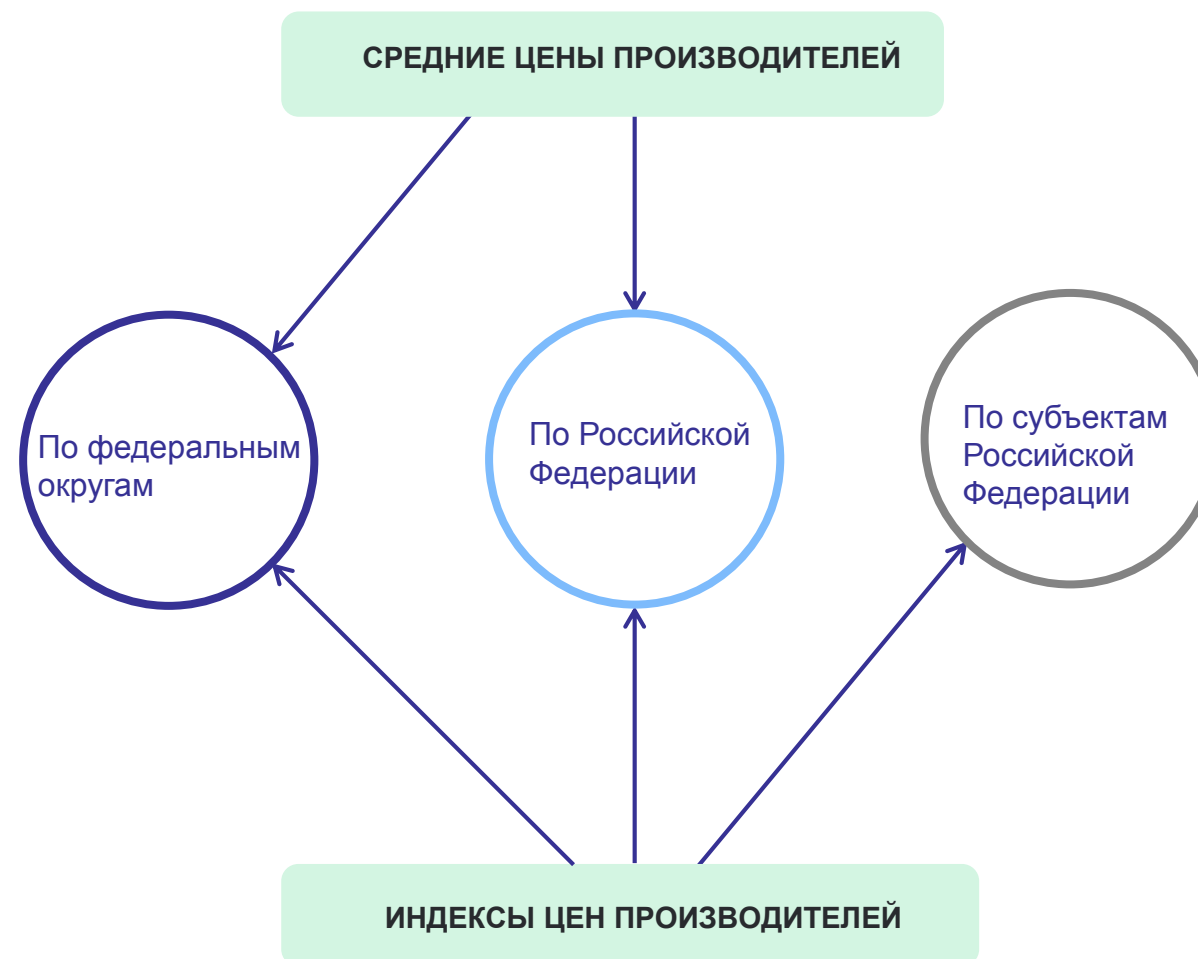 СРЕДНИЕ ЦЕНЫ ПРОИЗВОДИТЕЛЕЙ
По федеральным
округам
По Российской
Федерации
По субъектам
Российской
Федерации
ИНДЕКСЫ ЦЕН ПРОИЗВОДИТЕЛЕЙ